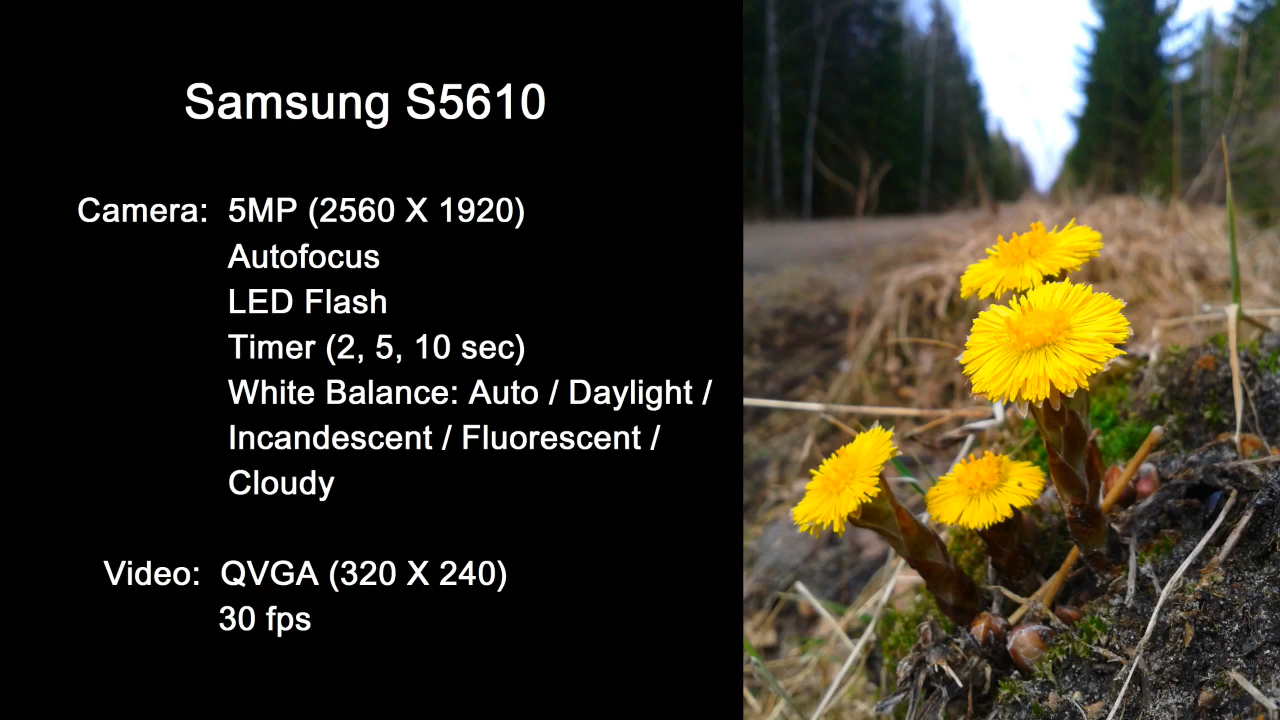 Samsung S5610
Camera: 5MP (2560 X 1920)
Autofocus
LED Flash
Timer (2, 5, 10 sec)
White Balance: Auto / Daylight /
Incandescent / Fluorescent /
Cloudy
Video: QVGA (320 X 240)
30 fps